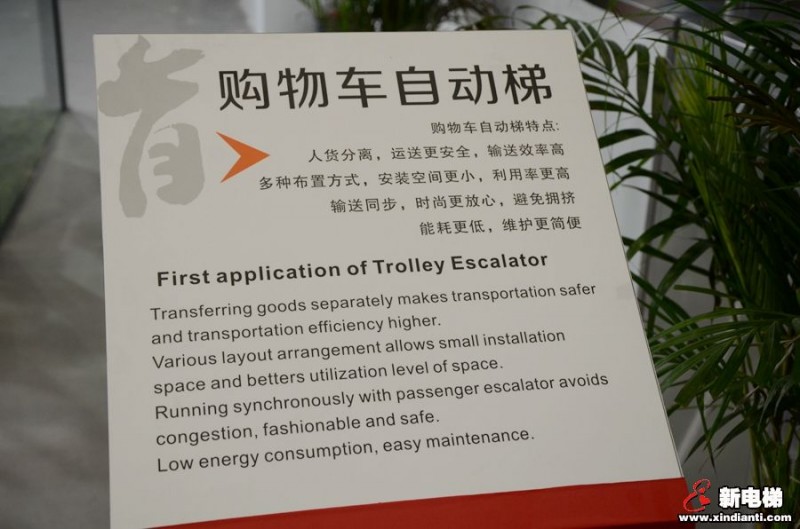 首
购物车自动梯
购物车自动梯特点:
人货分离，运送更安全，输送效率高
多种布置方式，安装空间更小，利用率更高
输送同步，时尚更放心，避免拥挤
能耗更低，维护更简便
First application of Trolley Escalator
Transferring goods separately makes transportation safer
and transportation efficiency higher.
Various layout arrangement allows small installation
space and betters utilization level of space.
Running synchronously with passenger escalator avoids
congestion, fashionable and safe.
Low energy consumption, easy maintenance.
新电梯
www.xindianti.com